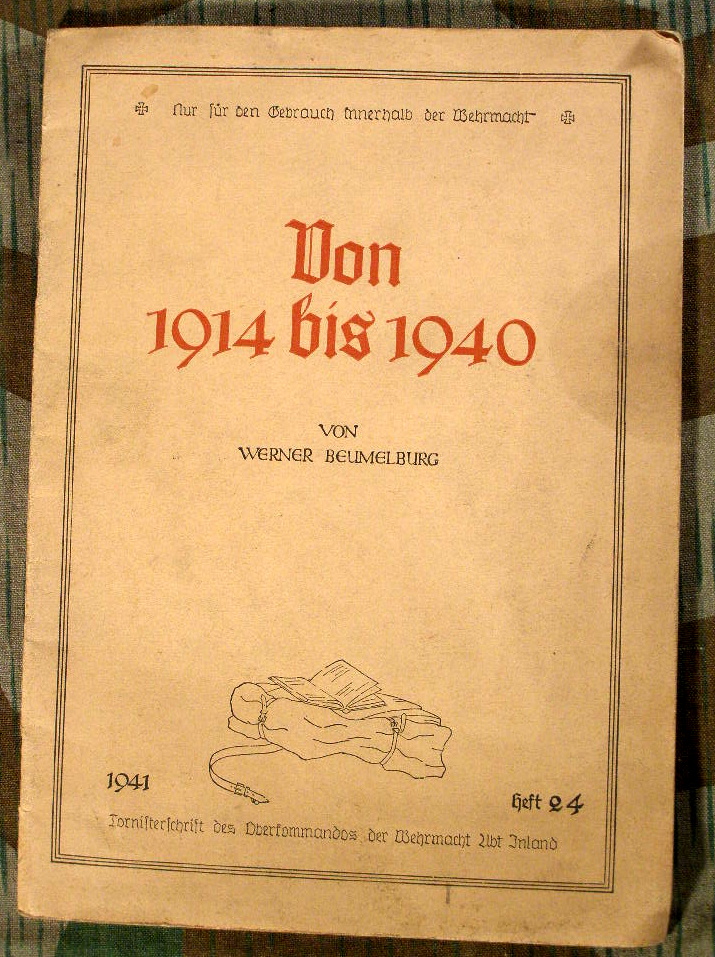 Nur für den Gebrauch innerhalb der Wehrmacht
Von
1914 bis 1940
VON
WERNER BEUMELBURG
1941
Heft 24
Tornisterschrift des Oberkommandos der Wehrmacht Abt Inland